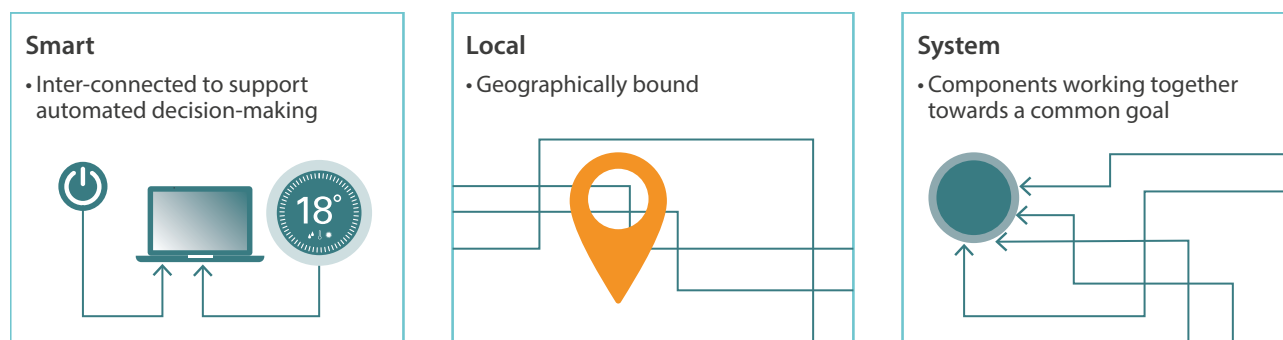 Smart
• Inter-connected to support
automated decision-making
18°
Local
• Geographically bound
System
• Components working together
towards a common goal